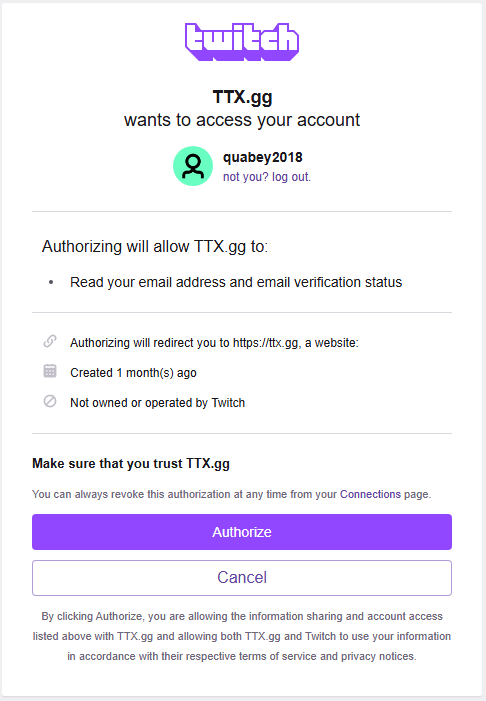 twitch
TTX.gg
wants to access your account
quabey2018
not you? log out.
Authorizing will allow TTX.gg to:
• Read your email address and email verification status
Authorizing will redirect you to https://ttx.gg, a website:
Created 1 month(s) ago
Not owned or operated by Twitch
Make sure that you trust TTX.gg
You can always revoke this authorization at any time from your Connections page.
Authorize
Cancel
By clicking Authorize, you are allowing the information sharing and account access
listed above with TTX.gg and allowing both TTX.gg and Twitch to use your information
in accordance with their respective terms of service and privacy notices.